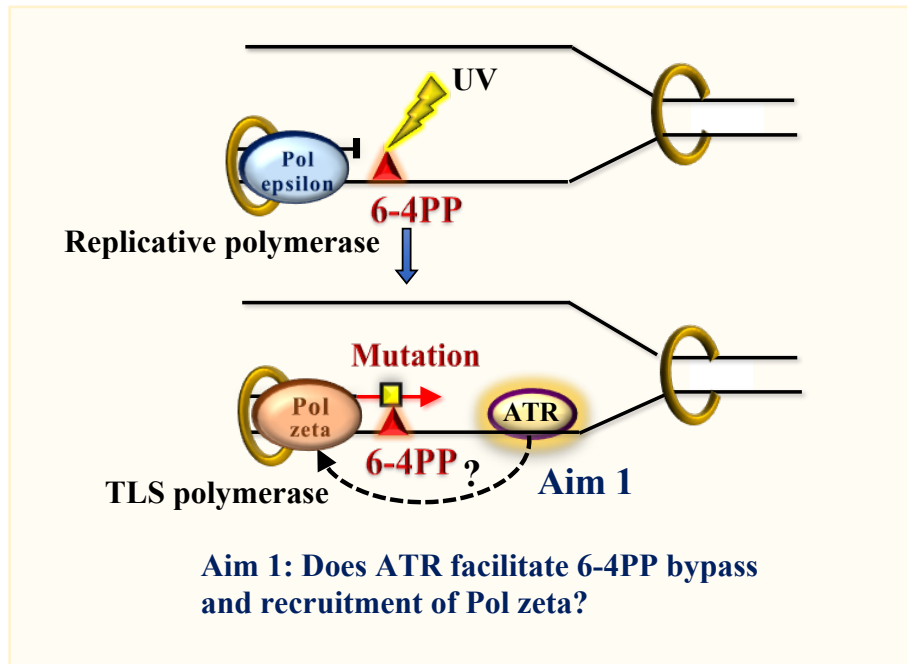 UV
Pol
epsilon
6-4PP
Replicative polymerase
Mutation
Pol
zeta
ATR
6-4PP
?
TLS polymerase
Aim 1
Aim 1: Does ATR facilitate 6-4PP bypass
and recruitment of Pol zeta?